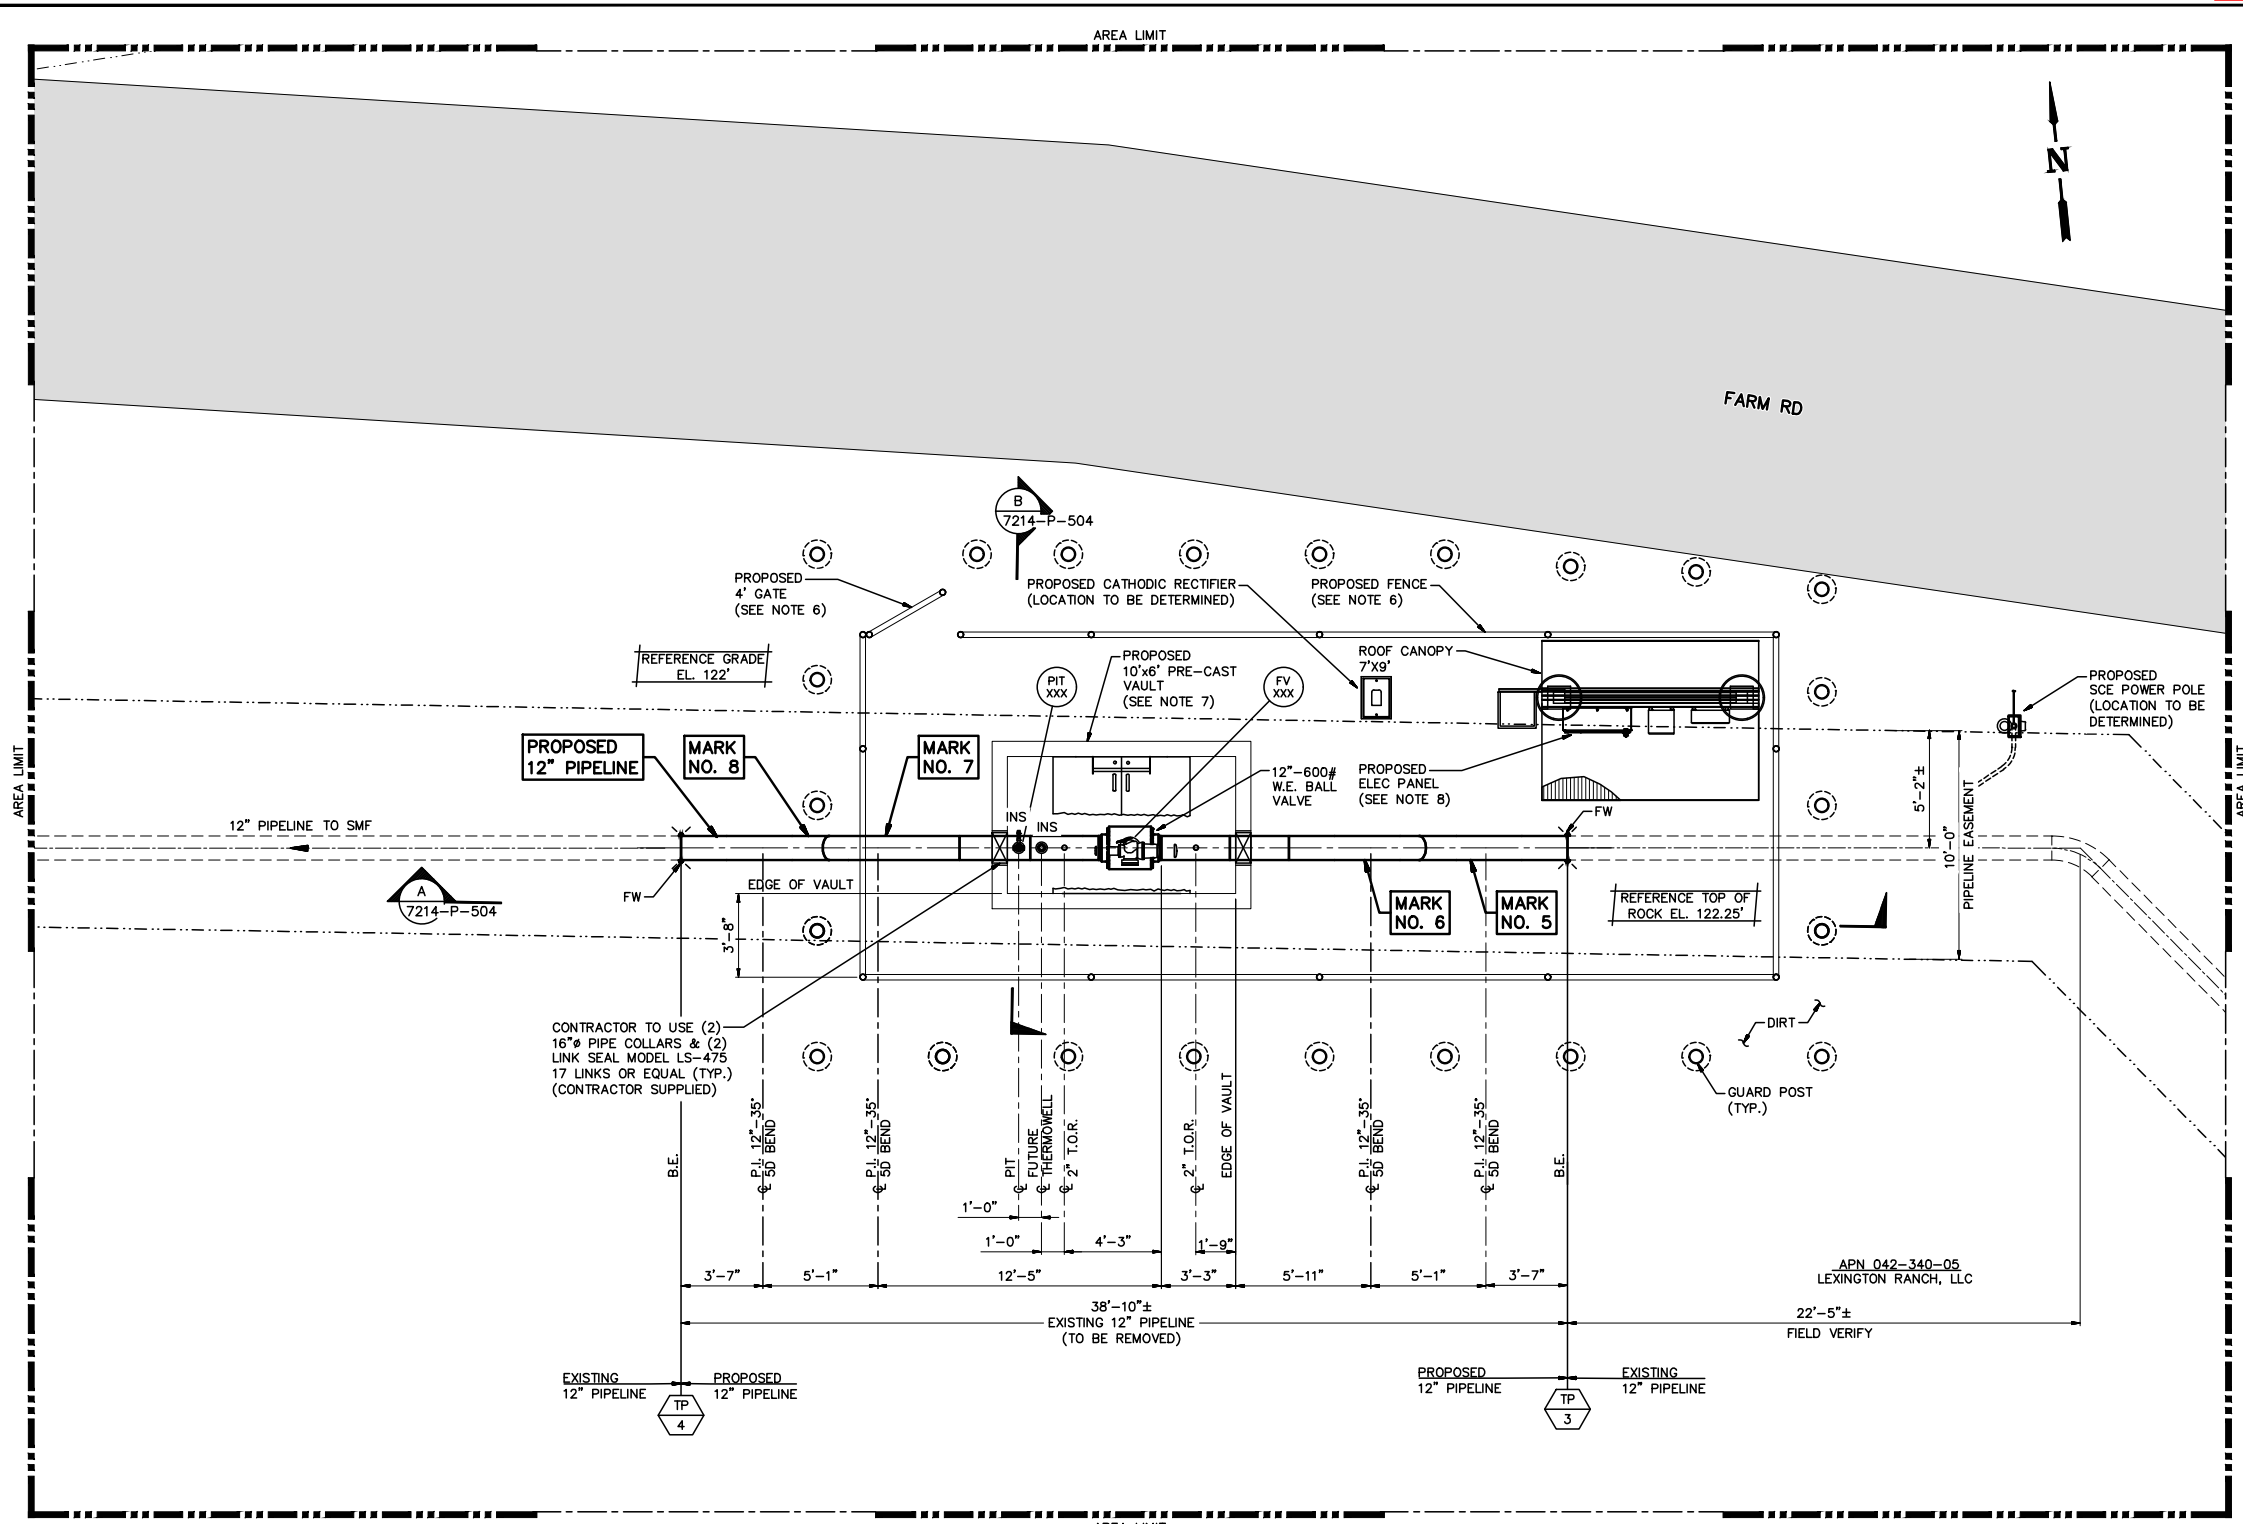 AREA LIMIT
N
FARM RD
B
7214-P-504
PROPOSED
4' GATE
(SEE NOTE 6)
PROPOSED CATHODIC RECTIFIER
(LOCATION TO BE DETERMINED)
PROPOSED FENCE
(SEE NOTE 6)
REFERENCE GRADE
EL. 122'
PIT
XXX
PROPOSED
10'x6' PRE-CAST
VAULT
(SEE NOTE 7)
FV
XXX
ROOF CANOPY
7'X9'
PROPOSED
SCE POWER POLE
(LOCATION TO BE
DETERMINED)
AREA LIMIT
PROPOSED
12" PIPELINE
MARK
NO. 8
MARK
NO. 7
12"-600#
W.E. BALL
VALVE
PROPOSED
ELEC PANEL
(SEE NOTE 8)
5'-2"±
10'-0"
PIPELINE EASEMENT
AREA LIMIT
12" PIPELINE TO SMF
INS
INS
FW
A
7214-P-504
FW
EDGE OF VAULT
3'-8"
MARK
NO. 6
MARK
NO. 5
REFERENCE TOP OF
ROCK EL. 122.25'
CONTRACTOR TO USE (2)
16"ø PIPE COLLARS & (2)
LINK SEAL MODEL LS-475
17 LINKS OR EQUAL (TYP.)
(CONTRACTOR SUPPLIED)
DIRT
GUARD POST
(TYP.)
B.E.
P.I. 12"-35°
℄ 5D BEND
P.I. 12"-35°
℄ 5D BEND
PIT
℄
FUTURE
℄ THERMOWELL
℄ 2" T.O.R.
℄ 2" T.O.R.
EDGE OF VAULT
P.I. 12"-35°
℄ 5D BEND
P.I. 12"-35°
℄ 5D BEND
B.E.
1'-0"
1'-0"
4'-3"
1'-9"
3'-7"
5'-1"
12'-5"
3'-3"
5'-11"
5'-1"
3'-7"
APN 042-340-05
LEXINGTON RANCH, LLC
38'-10"±
EXISTING 12" PIPELINE
(TO BE REMOVED)
22'-5"±
FIELD VERIFY
EXISTING
12" PIPELINE
PROPOSED
12" PIPELINE
PROPOSED
12" PIPELINE
EXISTING
12" PIPELINE
TP
4
TP
3
AREA LIMIT